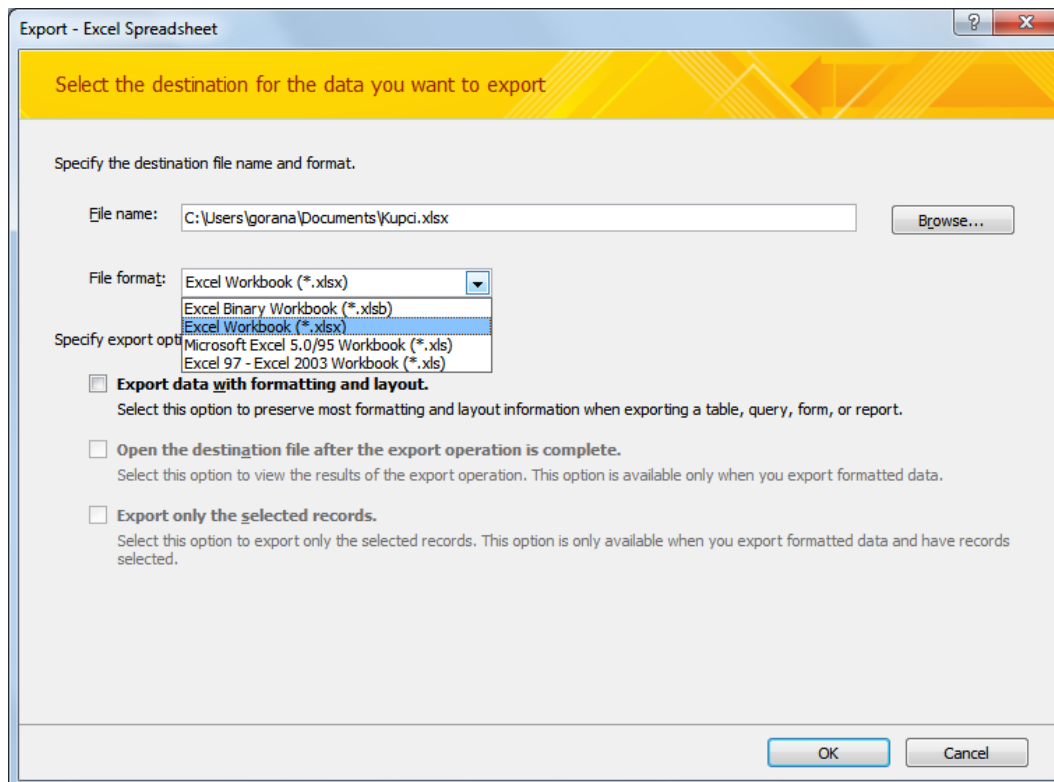 Export - Excel Spreadsheet
?
X
Select the destination for the data you want to export
Specify the destination file name and format.
File name:
C:\Users\gorana\Documents\Kupci.xlsx
Browse...
File format:
Excel Workbook (*.xlsx)
Excel Binary Workbook (*.xlsb)
Excel Workbook (*.xlsx)
Specify export opti
Microsoft Excel 5.0/95 Workbook (*.xls)
Excel 97 - Excel 2003 Workbook (*.xls)
Export data with formatting and layout.
Select this option to preserve most formatting and layout information when exporting a table, query, form, or report.
Open the destination file after the export operation is complete.
Select this option to view the results of the export operation. This option is available only when you export formatted data.
Export only the selected records.
Select this option to export only the selected records. This option is only available when you export formatted data and have records
selected.
OK
Cancel